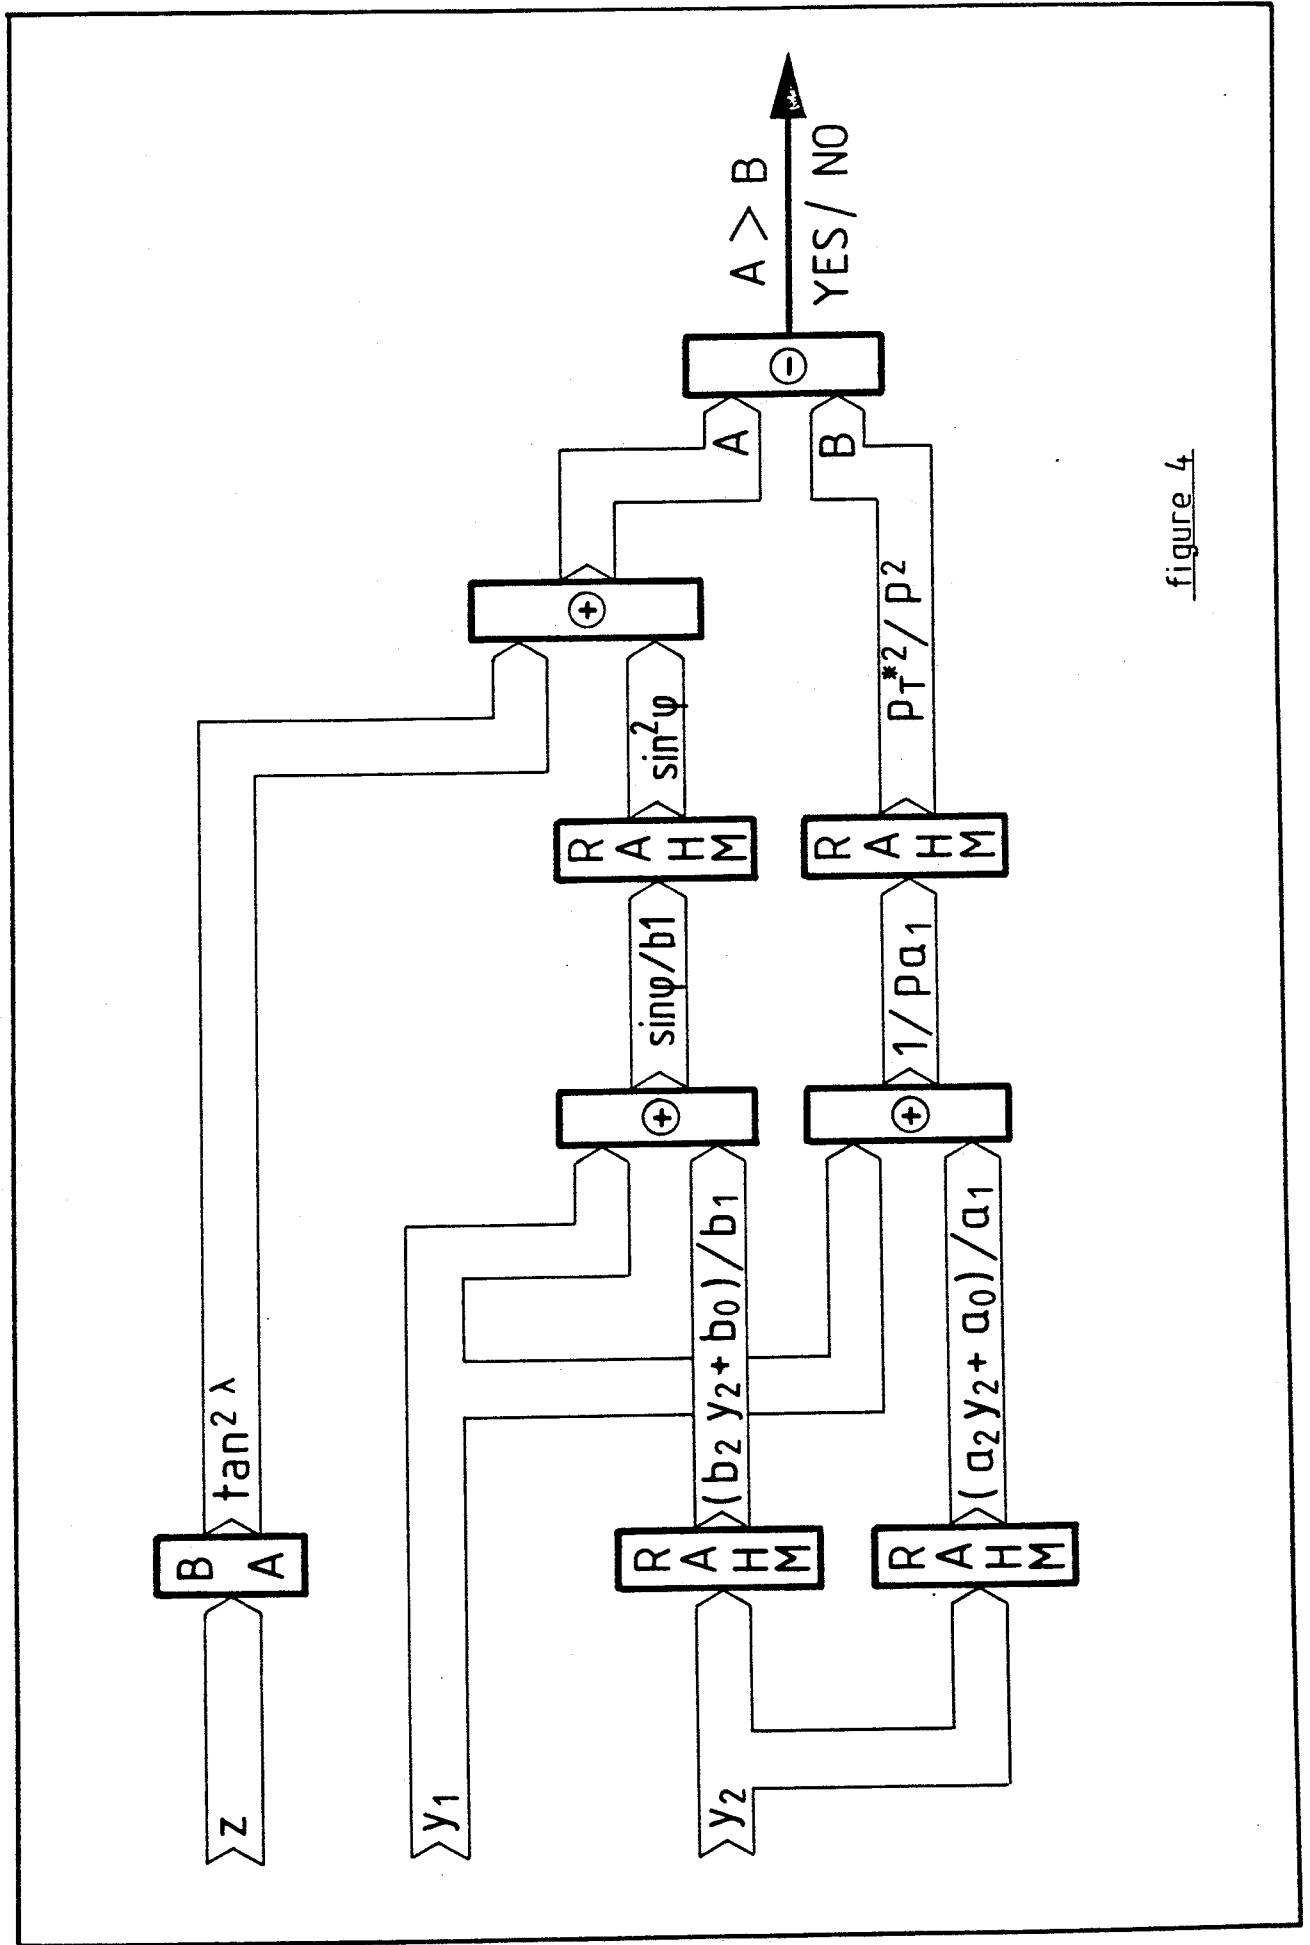 z
B
A
tan² λ
y₁
y₂
R
A
H
M
(b₂ y₂ + b₀)/b₁
⊕
sinφ/b1
R
A
H
M
sin²φ
⊕
A
R
A
H
M
(a₂ y₂ + a₀)/a₁
⊕
1/pa₁
R
A
H
M
p_T*²/p²
B
⊖
A > B
YES/ NO
figure 4